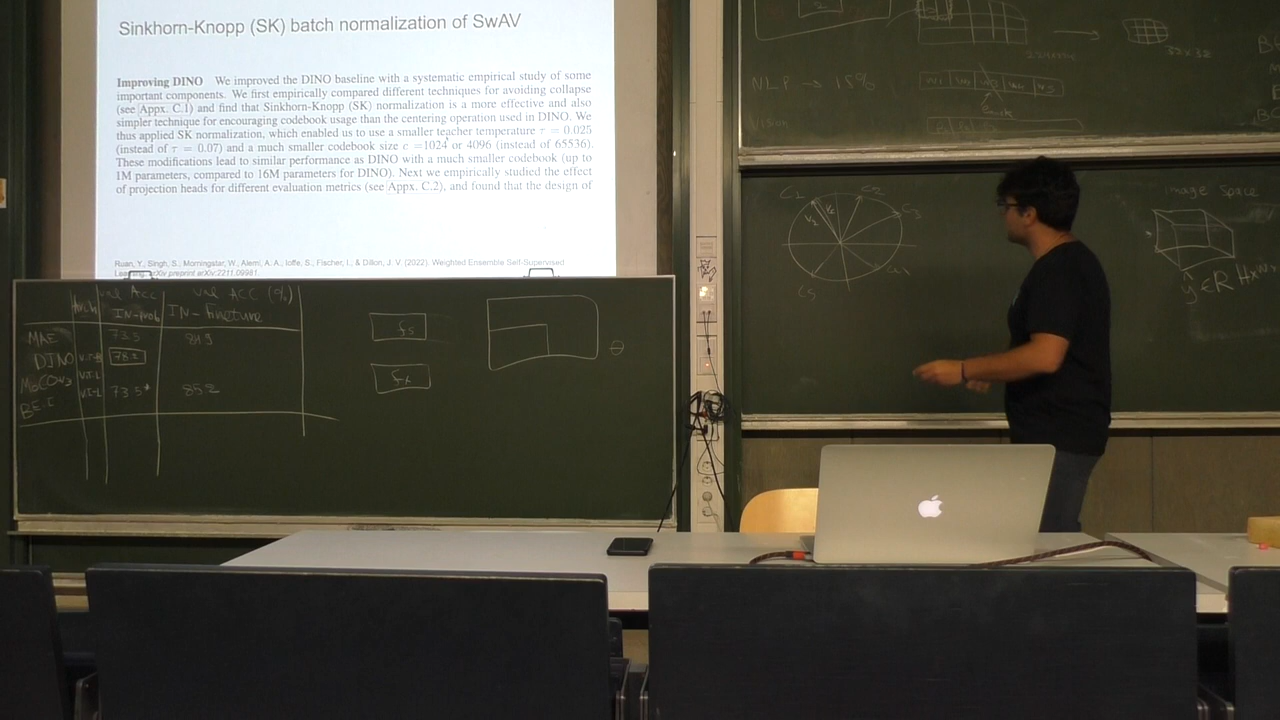 Sinkhorn-Knopp (SK) batch normalization of SwAV
Improving DINO We improved the DINO baseline with a systematic empirical study of some
important components. We first empirically compared different techniques for avoiding collapse
(see Appx. C.1) and find that Sinkhorn-Knopp (SK) normalization is a more effective and also
simpler technique for encouraging codebook usage than the centering operation used in DINO. We
thus applied SK normalization, which enabled us to use a smaller teacher temperature τ = 0.025
(instead of τ = 0.07) and a much smaller codebook size c =1024 or 4096 (instead of 65536).
These modifications lead to similar performance as DINO with a much smaller codebook (up to
1M parameters, compared to 16M parameters for DINO). Next we empirically studied the effect
of projection heads for different evaluation metrics (see Appx. C.2), and found that the design of
Ruan, Y., Singh, S., Morningstar, W., Alemi, A. A., Ioffe, S., Fischer, I., & Dillon, J. V. (2022). Weighted Ensemble Self-Supervised
Learning. arXiv preprint arXiv:2211.09981.
Arch val Acc val Acc (%)
IN-prob IN-fineture
MAE 73.5 84.9
DINO ViT-B 78.2
MoCOv3 ViT-L
BEiT ViT-L 73.5* 85.2
fs
ft
θ
32x32
NLP → 15% W1 W2 W3 W4 W5
Vision
C1 C2
C3
C5
image space
ŷ ∈ R HxWx